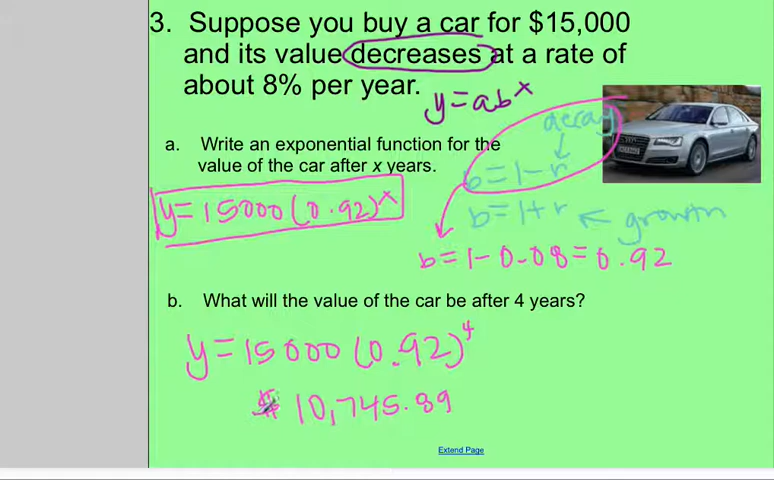 3. Suppose you buy a car for $15,000
and its value decreases at a rate of
about 8% per year.
y=ab^x
a. Write an exponential function for the
value of the car after x years.
decay
↓
b=1-r
y=15000(0.92)^x
b=1+r ← growth
b=1-0.08=0.92
b. What will the value of the car be after 4 years?
y=15000(0.92)^4
$10,745.89
Extend Page